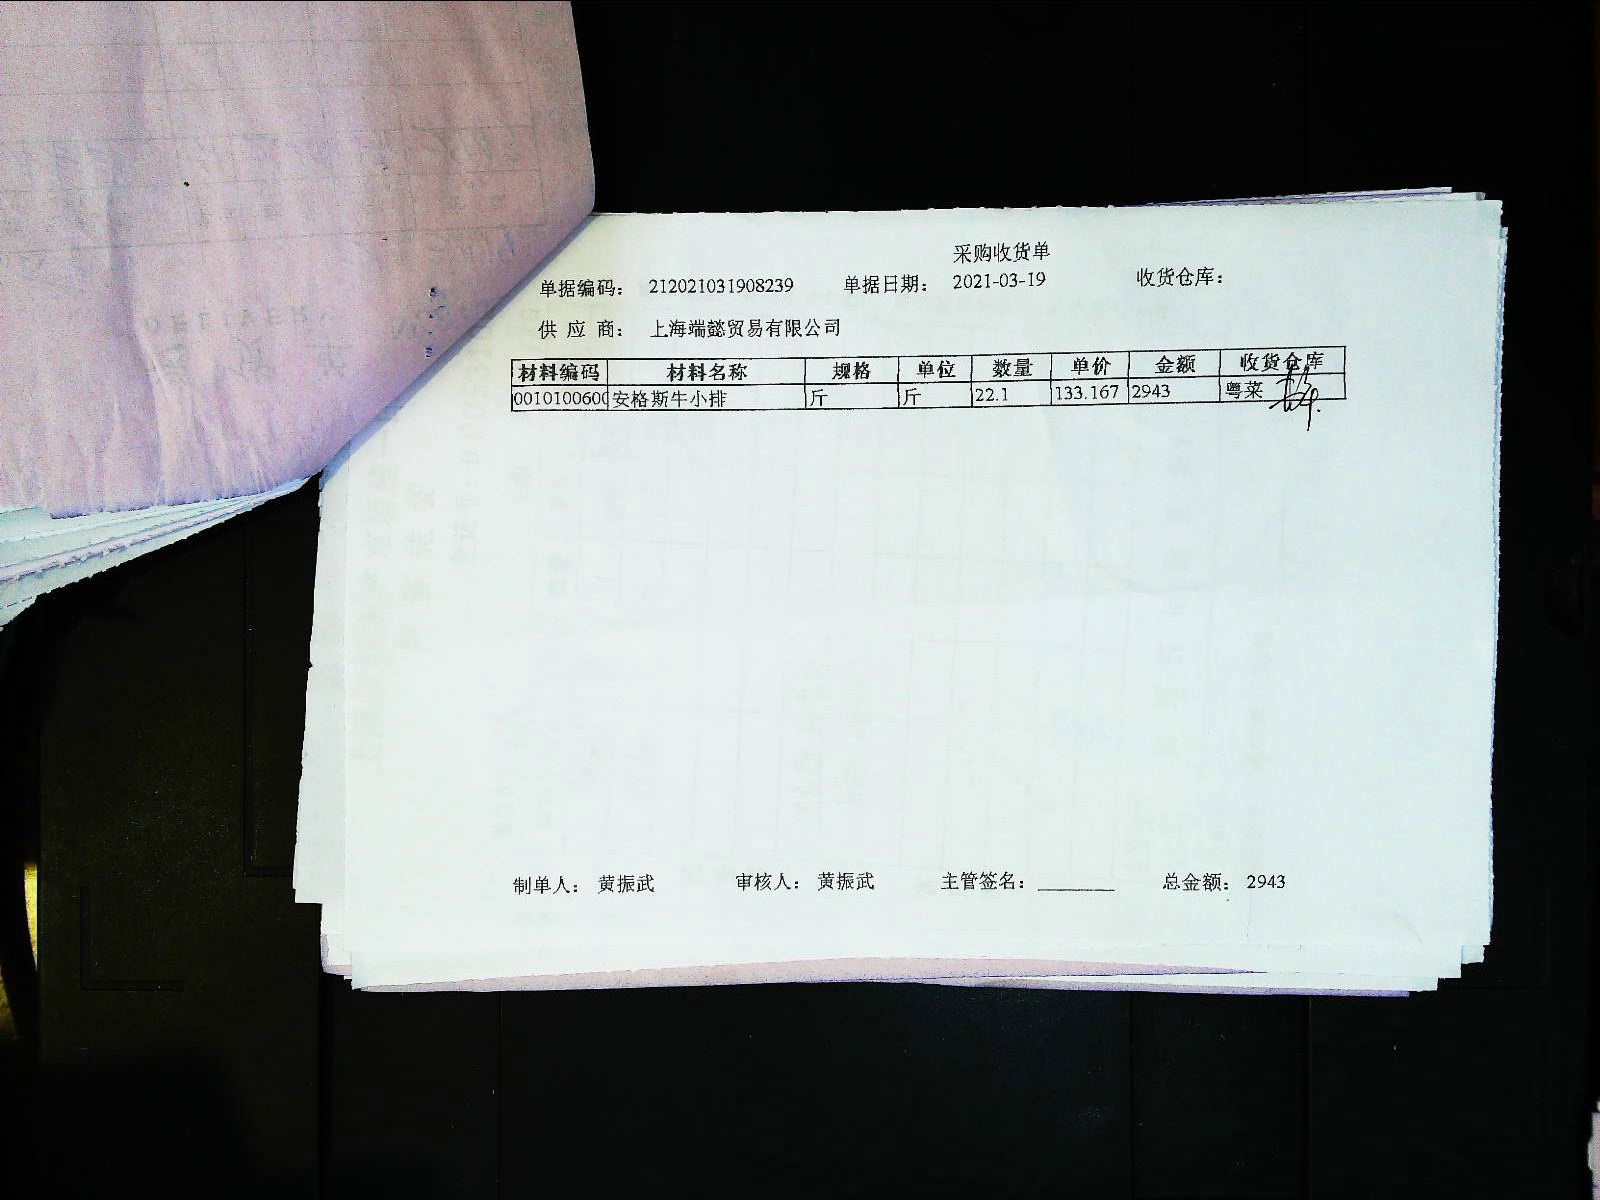 采购收货单
单据编码： 212021031908239 单据日期： 2021-03-19 收货仓库：
供 应 商： 上海端懿贸易有限公司
材料编码 材料名称 规格 单位 数量 单价 金额 收货仓库
0010100600 安格斯牛小排 斤 斤 22.1 133.167 2943 粤菜
制单人： 黄振武 审核人： 黄振武 主管签名： 总金额： 2943